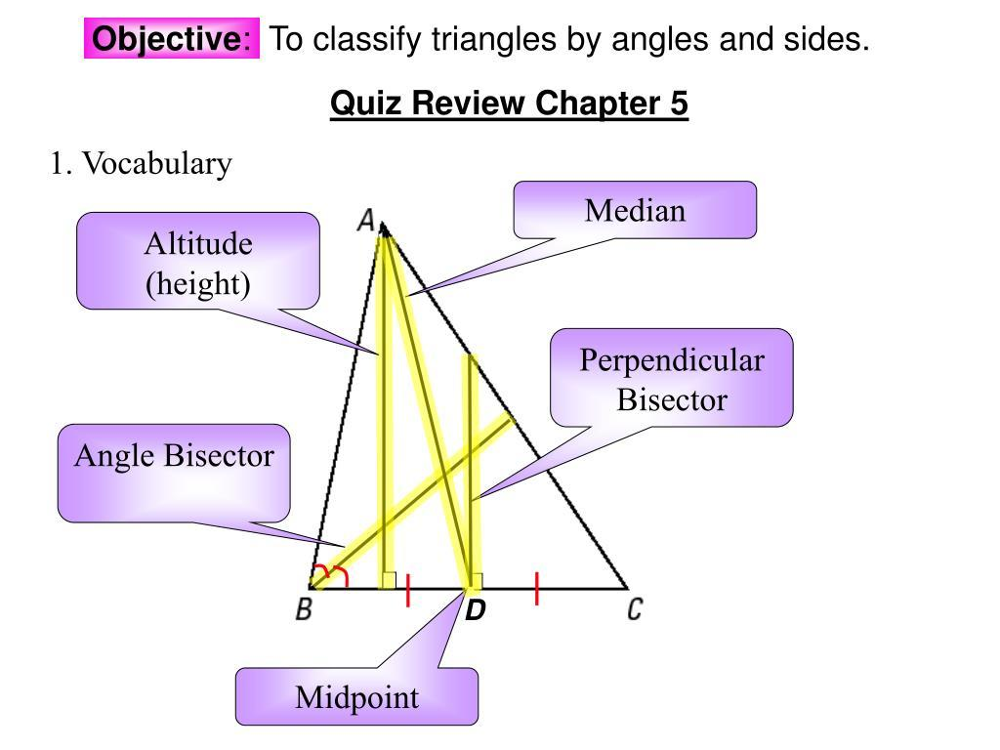 Objective: To classify triangles by angles and sides.
Quiz Review Chapter 5
1. Vocabulary
Median
A
Altitude
(height)
Perpendicular
Bisector
Angle Bisector
B
D
C
Midpoint